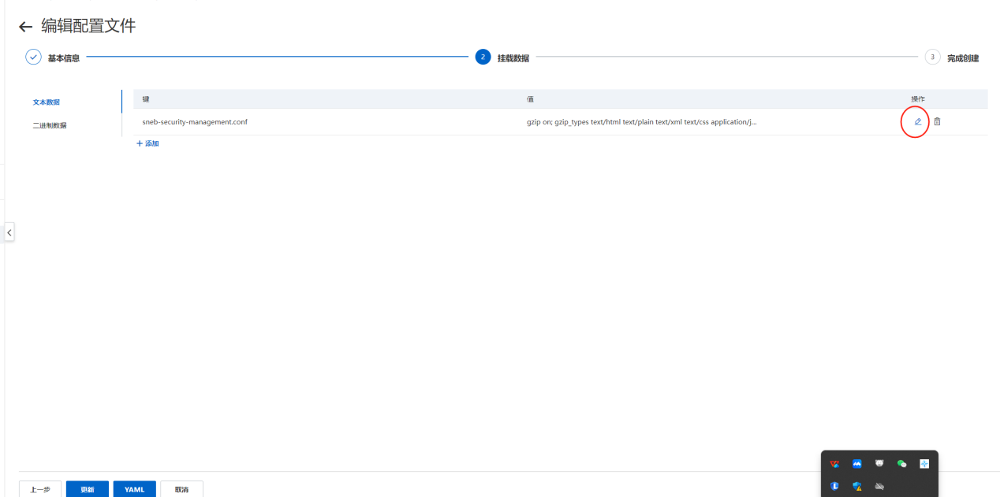 ← 编辑配置文件
基本信息 2 挂载数据 3 完成创建
文本数据
二进制数据
键 值 操作
sneb-security-management.conf gzip on; gzip_types text/html text/plain text/xml text/css application/j...
+ 添加
上一步 更新 YAML 取消